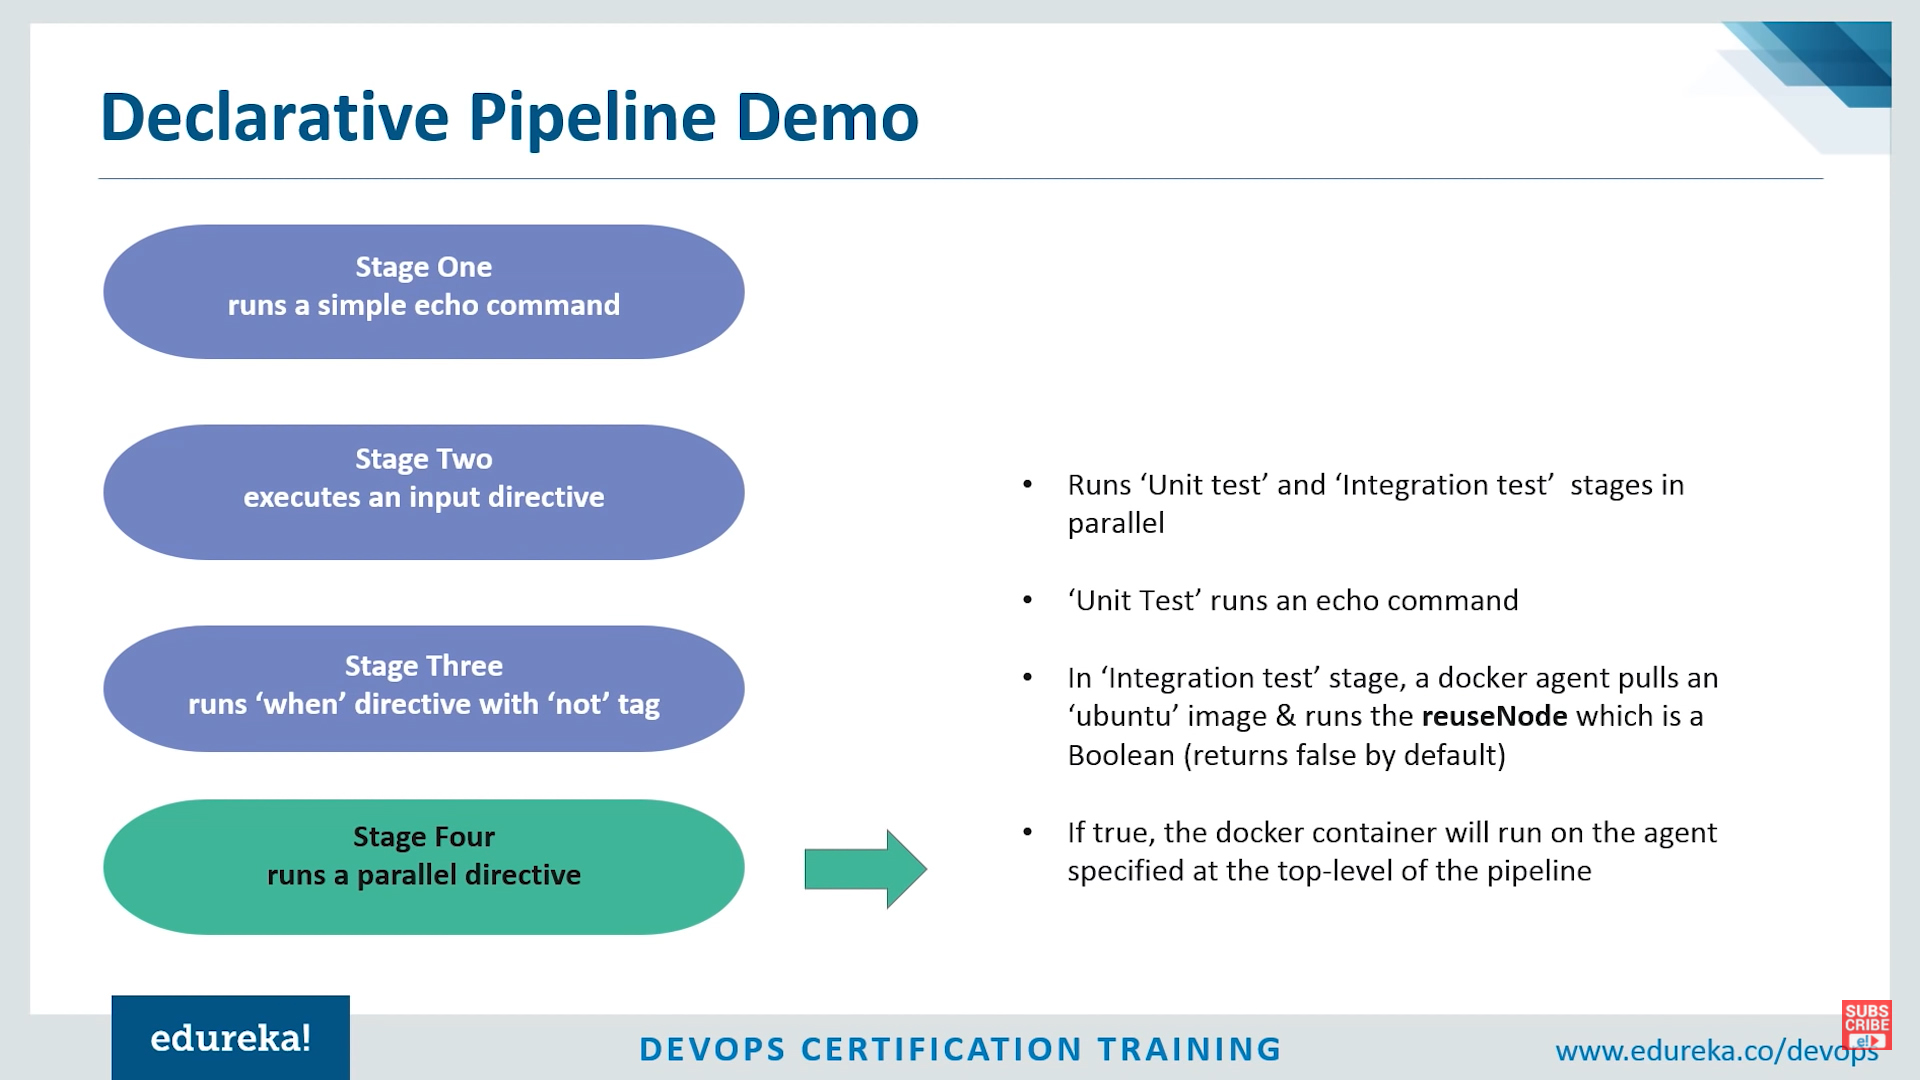 Declarative Pipeline Demo
Stage One
runs a simple echo command
Stage Two
executes an input directive
Stage Three
runs ‘when’ directive with ‘not’ tag
Stage Four
runs a parallel directive
• Runs ‘Unit test’ and ‘Integration test’  stages in
parallel
• ‘Unit Test’ runs an echo command
• In ‘Integration test’ stage, a docker agent pulls an
‘ubuntu’ image & runs the reuseNode which is a
Boolean (returns false by default)
• If true, the docker container will run on the agent
specified at the top-level of the pipeline
edureka!
DEVOPS CERTIFICATION TRAINING
www.edureka.co/devops
SUBS
CRIBE
e!